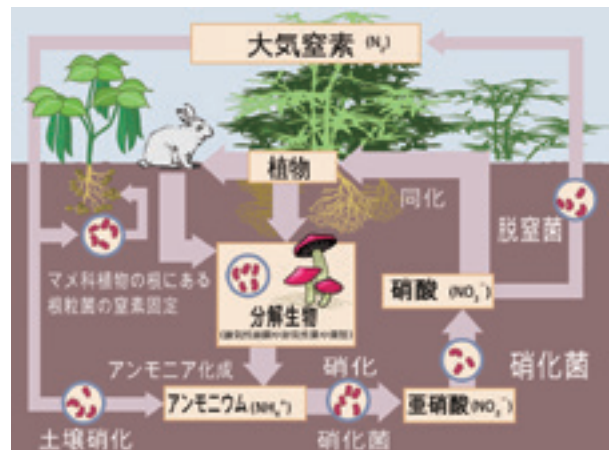 大気窒素 (N₂)
植物
同化
脱窒菌
マメ科植物の根にある
根粒菌の窒素固定
分解生物
硝酸 (NO₃⁻)
アンモニア化成
硝化
硝化菌
アンモニウム (NH₄⁺)
亜硝酸 (NO₂⁻)
土壌硝化
硝化菌